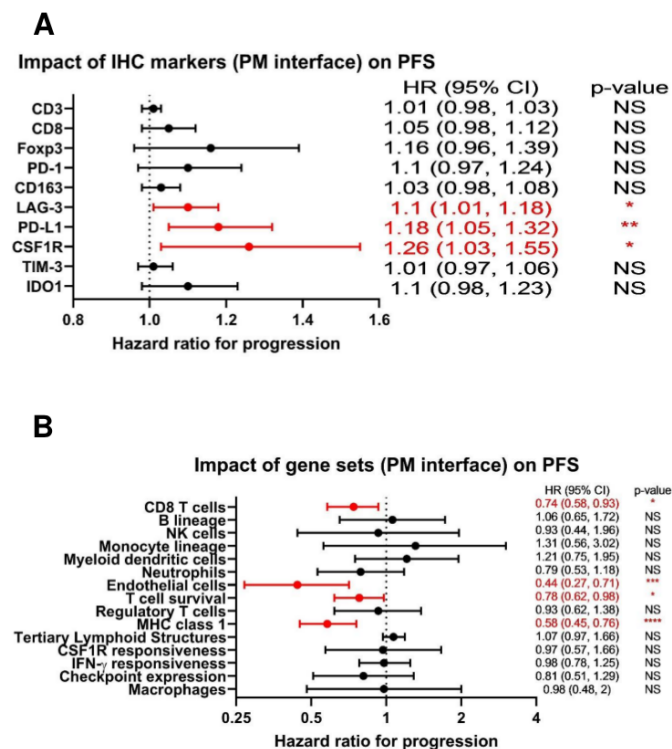 A
Impact of IHC markers (PM interface) on PFS
HR (95% CI) p-value
CD3 1.01 (0.98, 1.03) NS
CD8 1.05 (0.98, 1.12) NS
Foxp3 1.16 (0.96, 1.39) NS
PD-1 1.1 (0.97, 1.24) NS
CD163 1.03 (0.98, 1.08) NS
LAG-3 1.1 (1.01, 1.18) *
PD-L1 1.18 (1.05, 1.32) **
CSF1R 1.26 (1.03, 1.55) *
TIM-3 1.01 (0.97, 1.06) NS
IDO1 1.1 (0.98, 1.23) NS
0.8 1.0 1.2 1.4 1.6
Hazard ratio for progression
B
Impact of gene sets (PM interface) on PFS
HR (95% CI) p-value
CD8 T cells 0.74 (0.58, 0.93) *
B lineage 1.06 (0.65, 1.72) NS
NK cells 0.93 (0.44, 1.96) NS
Monocyte lineage 1.31 (0.56, 3.02) NS
Myeloid dendritic cells 1.21 (0.75, 1.95) NS
Neutrophils 0.79 (0.53, 1.18) NS
Endothelial cells 0.44 (0.27, 0.71) ***
T cell survival 0.78 (0.62, 0.98) *
Regulatory T cells 0.93 (0.62, 1.38) NS
MHC class 1 0.58 (0.45, 0.76) ****
Tertiary Lymphoid Structures 1.07 (0.97, 1.66) NS
CSF1R responsiveness 0.97 (0.57, 1.66) NS
IFN-γ responsiveness 0.98 (0.78, 1.25) NS
Checkpoint expression 0.81 (0.51, 1.29) NS
Macrophages 0.98 (0.48, 2) NS
0.25 0.5 1 2 4
Hazard ratio for progression